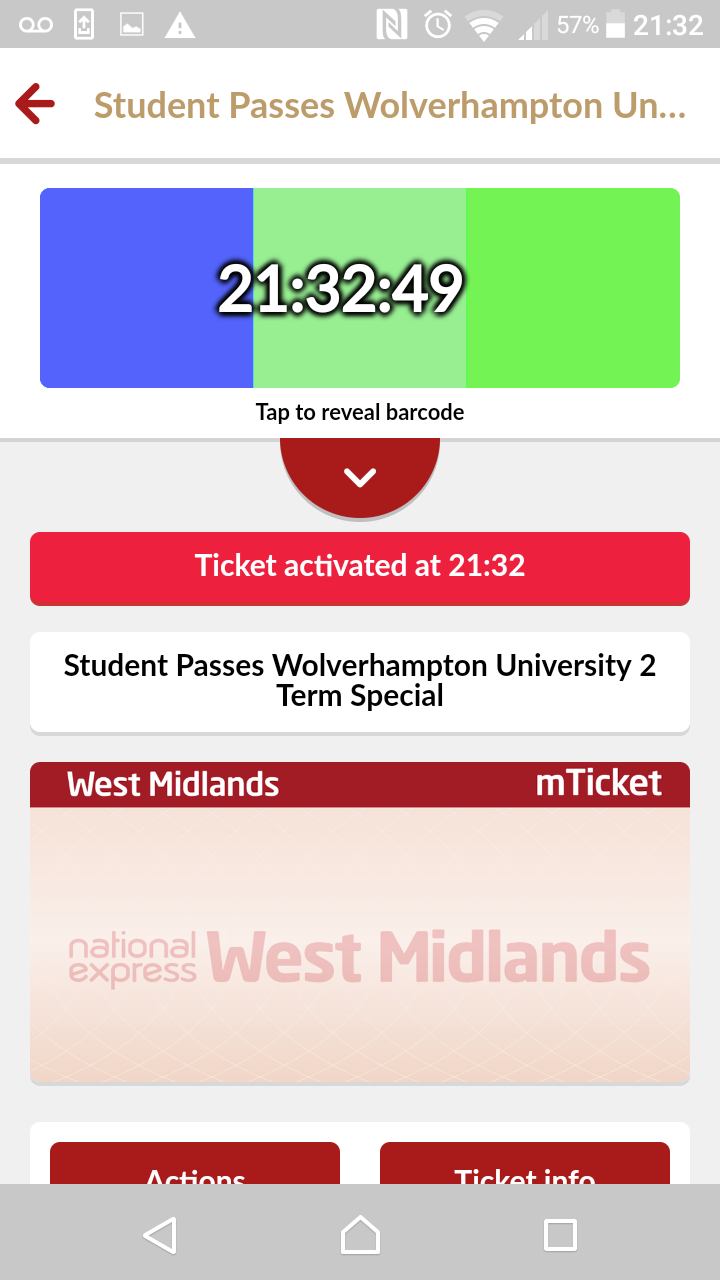 57% 21:32
Student Passes Wolverhampton Un...
21:32:49
Tap to reveal barcode
Ticket activated at 21:32
Student Passes Wolverhampton University 2
Term Special
West Midlands mTicket
national
express West Midlands
Actions Ticket info